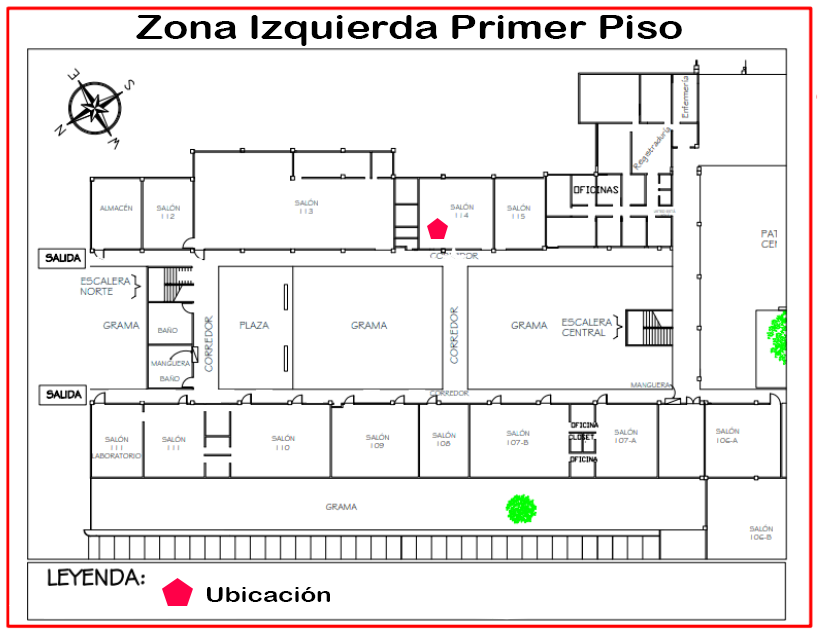 Zona Izquierda Primer Piso
E
S
N
W
Enfermería
Registraduría
ALMACÉN
SALÓN
112
SALÓN
113
SALÓN
114
SALÓN
115
OFICINAS
PAT
CEN
SALIDA
ESCALERA
NORTE
GRAMA
BAÑO
MANGUERA
BAÑO
CORREDOR
PLAZA
GRAMA
CORREDOR
GRAMA
ESCALERA
CENTRAL
MANGUERA
SALIDA
CORREDOR
SALÓN
111
LABORATORIO
SALÓN
111
SALÓN
110
SALÓN
109
SALÓN
108
SALÓN
107-B
OFICINA
CLOSET
OFICINA
SALÓN
107-A
SALÓN
106-A
GRAMA
SALÓN
106-B
LEYENDA:
Ubicación